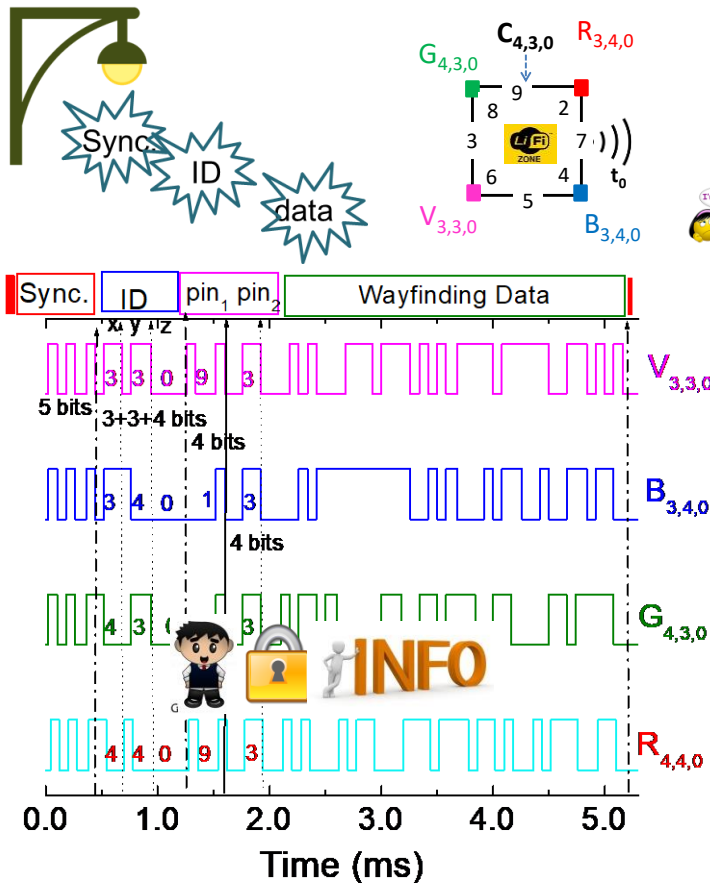 C4,3,0
R3,4,0
G4,3,0
9
8 2
3 Li Fi 7
ZONE
6 4
t0
5
V3,3,0
B3,4,0
Sync.
ID
data
Sync. ID pin1 pin2 Wayfinding Data
x y z
3 3 0 9 3
V3,3,0
5 bits
3+3+4 bits
4 bits
3 4 0 1 3
B3,4,0
4 bits
4 3 3
G4,3,0
INFO
G
4 4 0 9 3
R4,4,0
0.0 1.0 2.0 3.0 4.0 5.0
Time (ms)